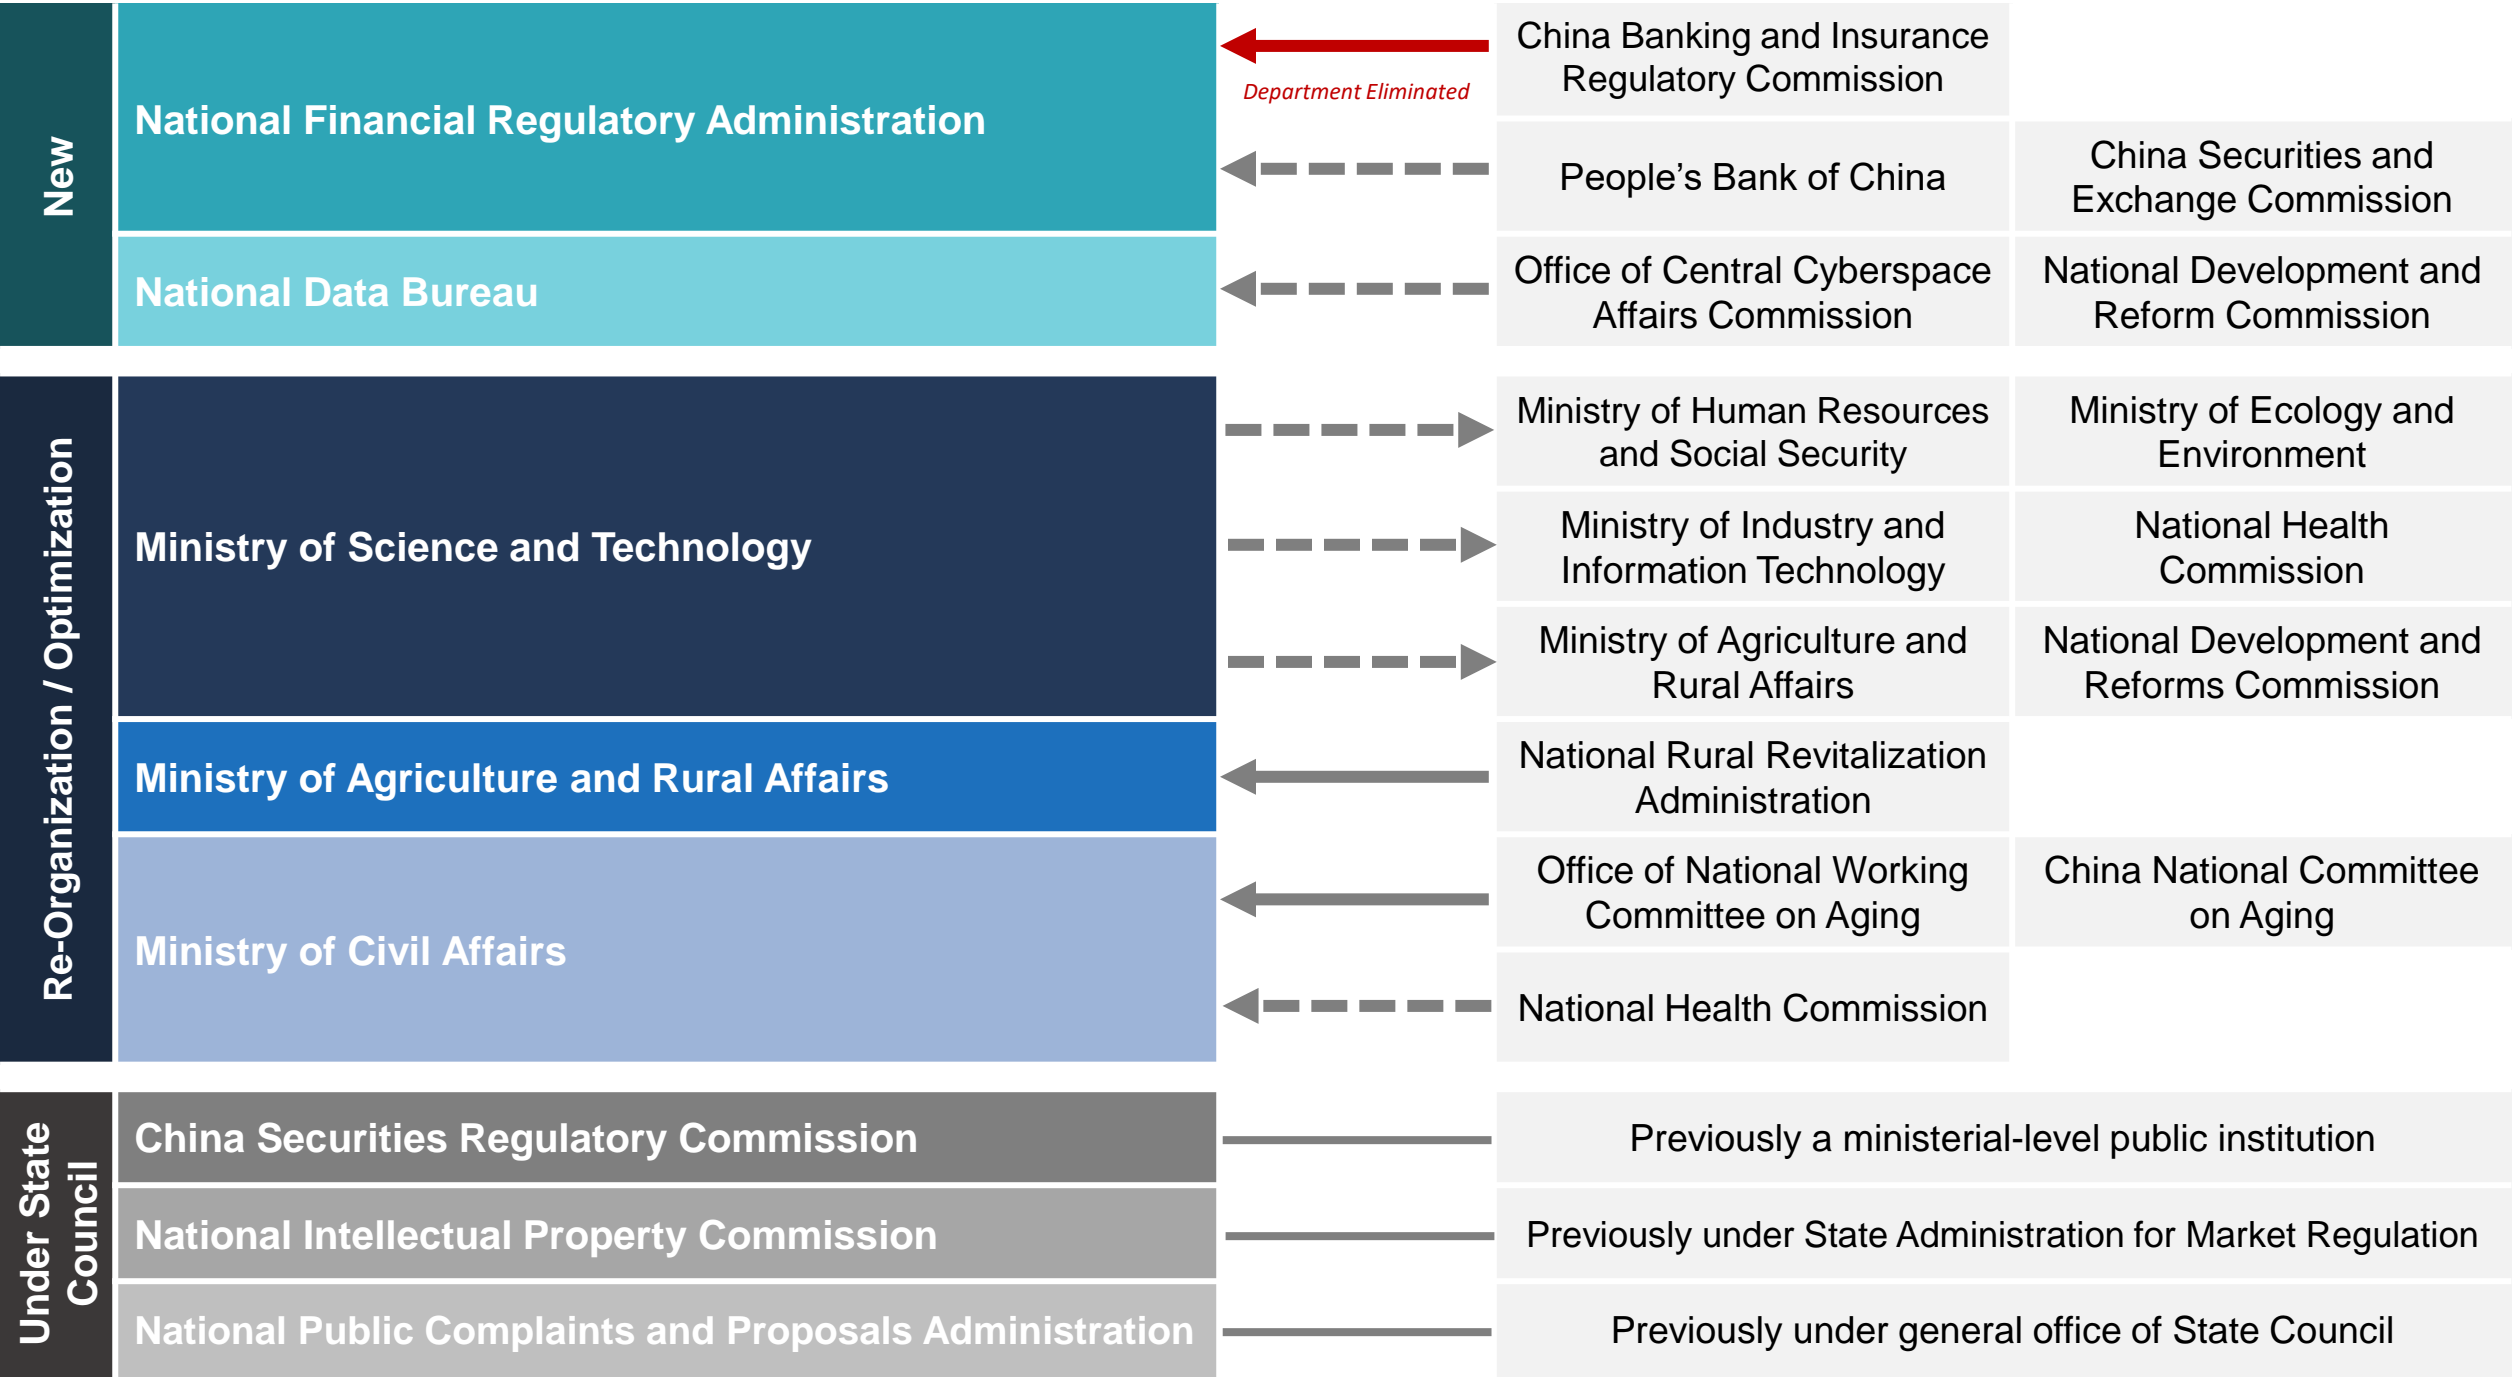 New
National Financial Regulatory Administration
Department Eliminated
China Banking and Insurance
Regulatory Commission
People’s Bank of China
China Securities and
Exchange Commission
National Data Bureau
Office of Central Cyberspace
Affairs Commission
National Development and
Reform Commission
Re-Organization / Optimization
Ministry of Science and Technology
Ministry of Human Resources
and Social Security
Ministry of Ecology and
Environment
Ministry of Industry and
Information Technology
National Health
Commission
Ministry of Agriculture and
Rural Affairs
National Development and
Reforms Commission
Ministry of Agriculture and Rural Affairs
National Rural Revitalization
Administration
Ministry of Civil Affairs
Office of National Working
Committee on Aging
China National Committee
on Aging
National Health Commission
Under State
Council
China Securities Regulatory Commission
Previously a ministerial-level public institution
National Intellectual Property Commission
Previously under State Administration for Market Regulation
National Public Complaints and Proposals Administration
Previously under general office of State Council